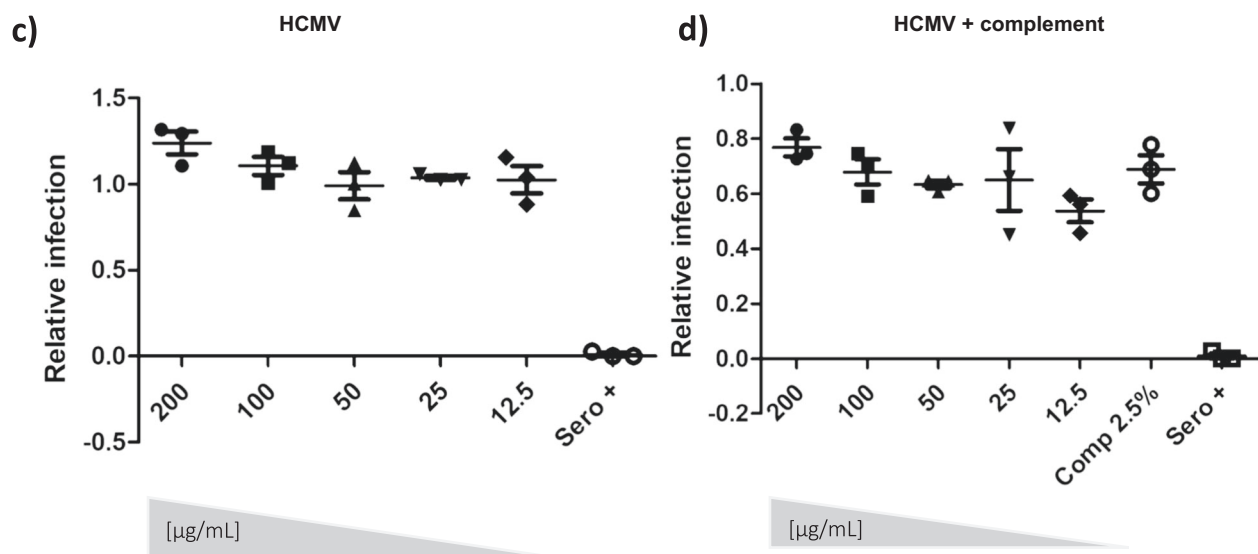 c)
HCMV
Relative infection
1.5
1.0
0.5
0.0
-0.5
200
100
50
25
12.5
Sero +
[µg/mL]
d)
HCMV + complement
Relative infection
1.0
0.8
0.6
0.4
0.2
0.0
-0.2
200
100
50
25
12.5
Comp 2.5%
Sero +
[µg/mL]